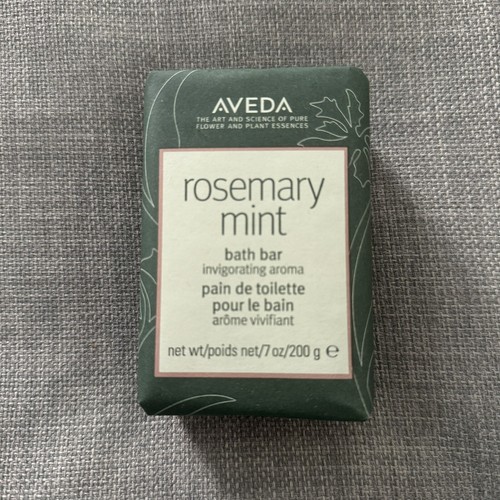 AVEDA
THE ART AND SCIENCE OF PURE
FLOWER AND PLANT ESSENCES
rosemary
mint
bath bar
invigorating aroma
pain de toilette
pour le bain
arôme vivifiant
net wt/poids net/7 oz/200 g ℮